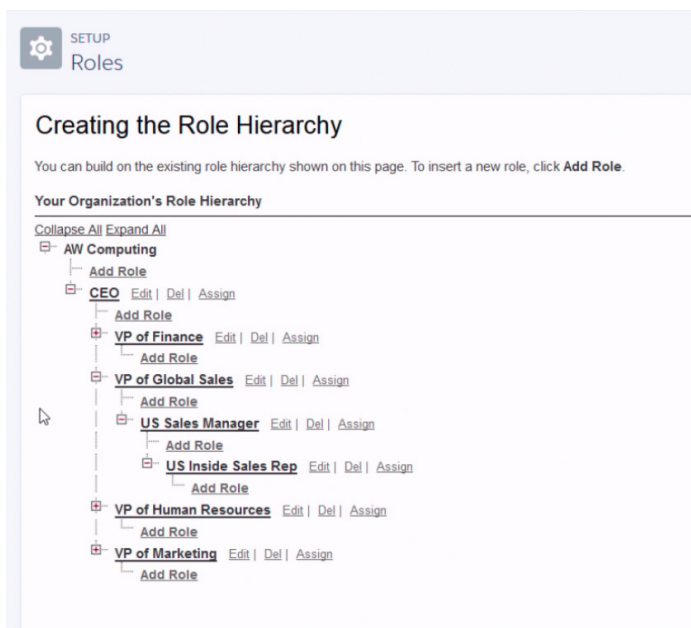 SETUP
Roles
Creating the Role Hierarchy
You can build on the existing role hierarchy shown on this page. To insert a new role, click Add Role.
Your Organization's Role Hierarchy
Collapse All Expand All
AW Computing
Add Role
CEO Edit | Del | Assign
Add Role
VP of Finance Edit | Del | Assign
Add Role
VP of Global Sales Edit | Del | Assign
Add Role
US Sales Manager Edit | Del | Assign
Add Role
US Inside Sales Rep Edit | Del | Assign
Add Role
VP of Human Resources Edit | Del | Assign
Add Role
VP of Marketing Edit | Del | Assign
Add Role